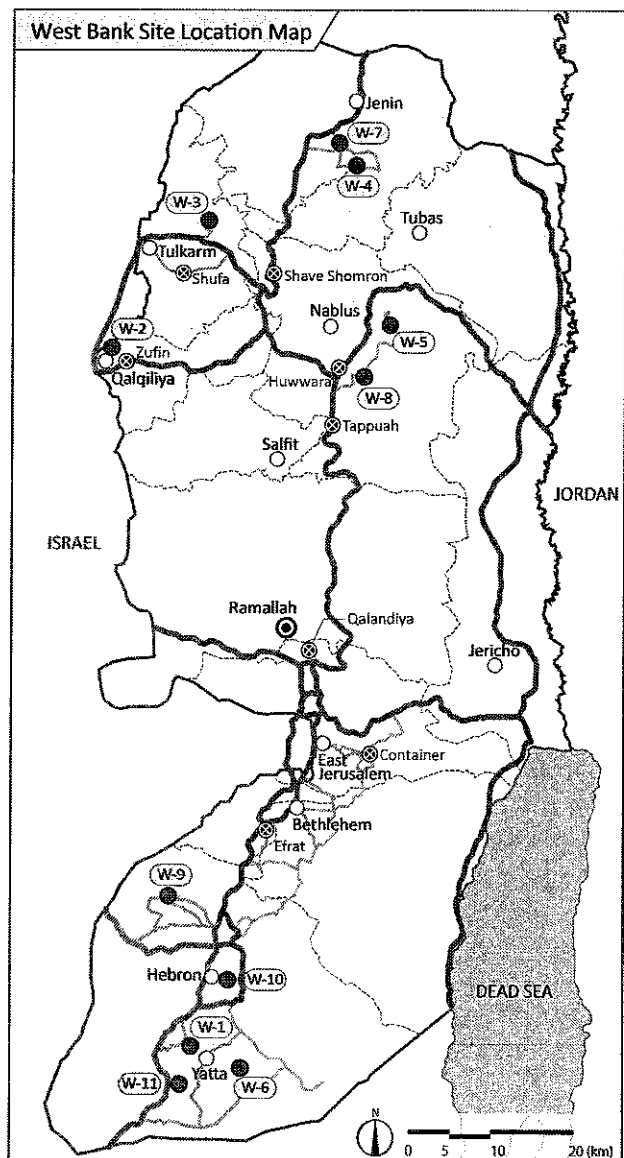 West Bank Site Location Map
Jenin
W-7
W-4
W-3
Tubas
Tulkarm
Shufa
Shave Shomron
Nablus
W-2
W-5
Zufin
Qalqiliya
Huwwara
W-8
Tappuah
Salfit
JORDAN
ISRAEL
Ramallah
Qalandiya
Jericho
East
Jerusalem
Container
Bethlehem
Efrat
W-9
Hebron
W-10
DEAD SEA
W-1
Yatta
W-6
W-11
N
0 5 10 20 (km)